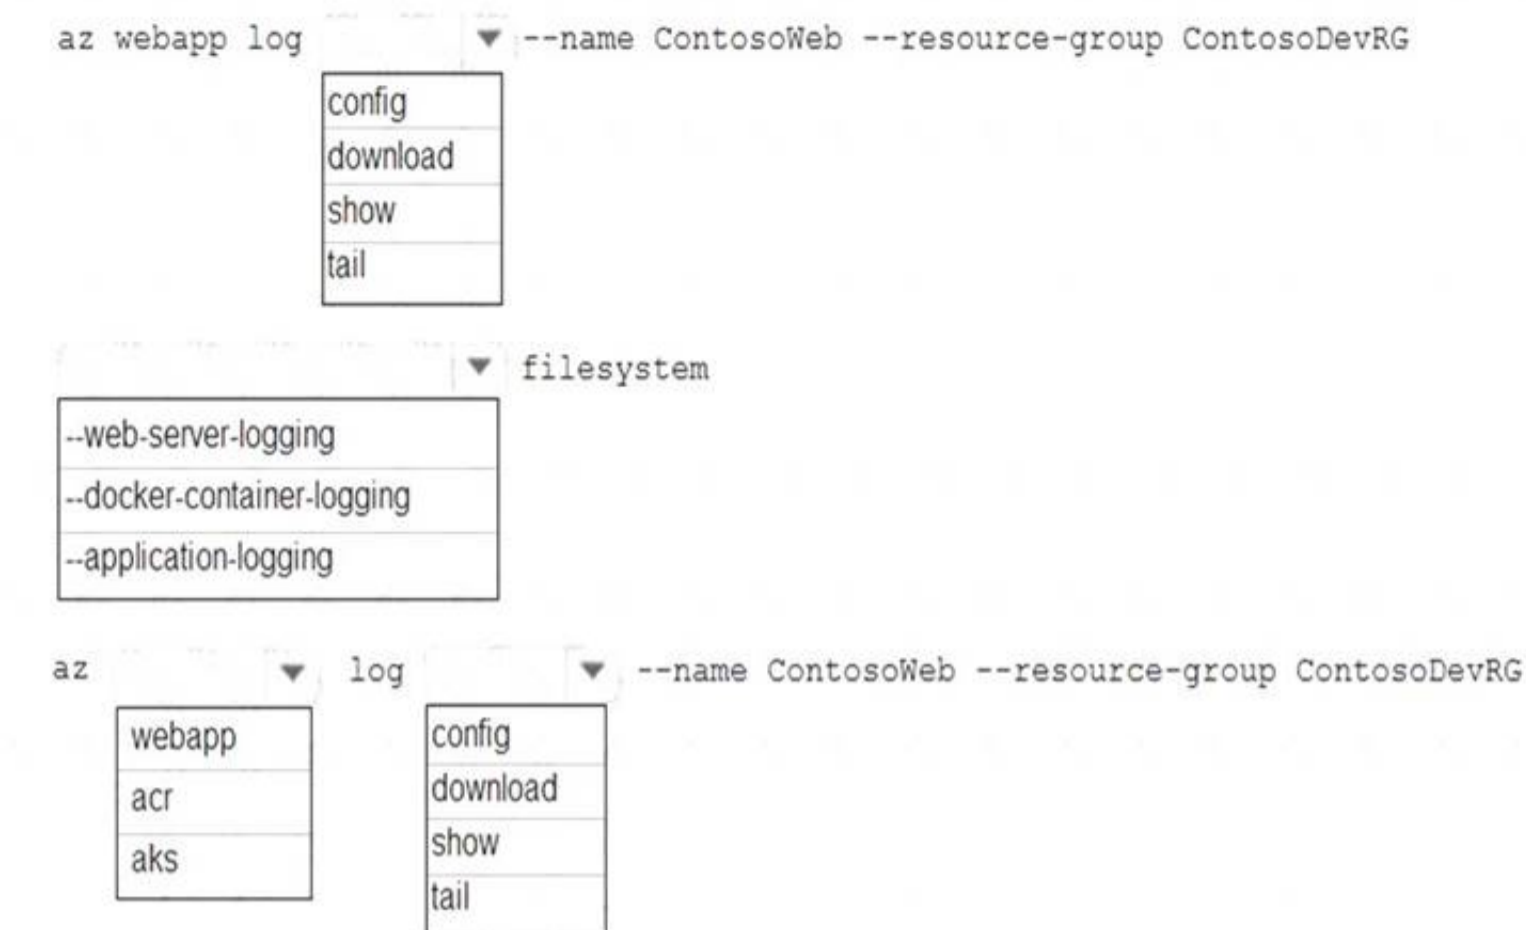 az webapp log --name ContosoWeb --resource-group ContosoDevRG
config
download
show
tail
filesystem
--web-server-logging
--docker-container-logging
--application-logging
az log --name ContosoWeb --resource-group ContosoDevRG
webapp
acr
aks
config
download
show
tail